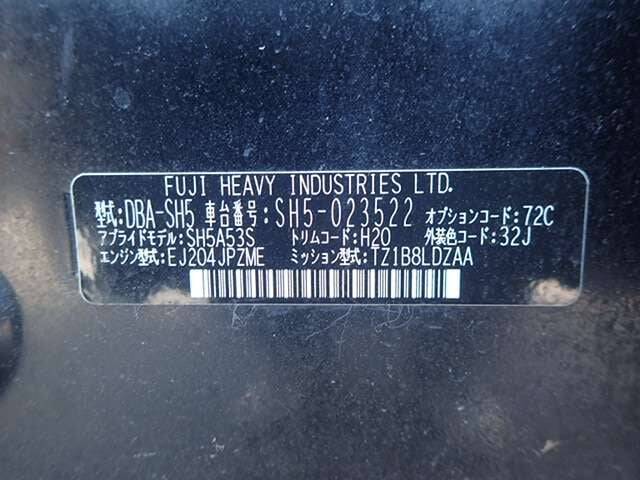 FUJI HEAVY INDUSTRIES LTD.
型式:DBA-SH5 車台番号:SH5-023522 オプションコード:72C
アプライドモデル:SH5A53S トリムコード:H20 外装色コード:32J
エンジン型式:EJ204JPZME ミッション型式:TZ1B8LDZAA